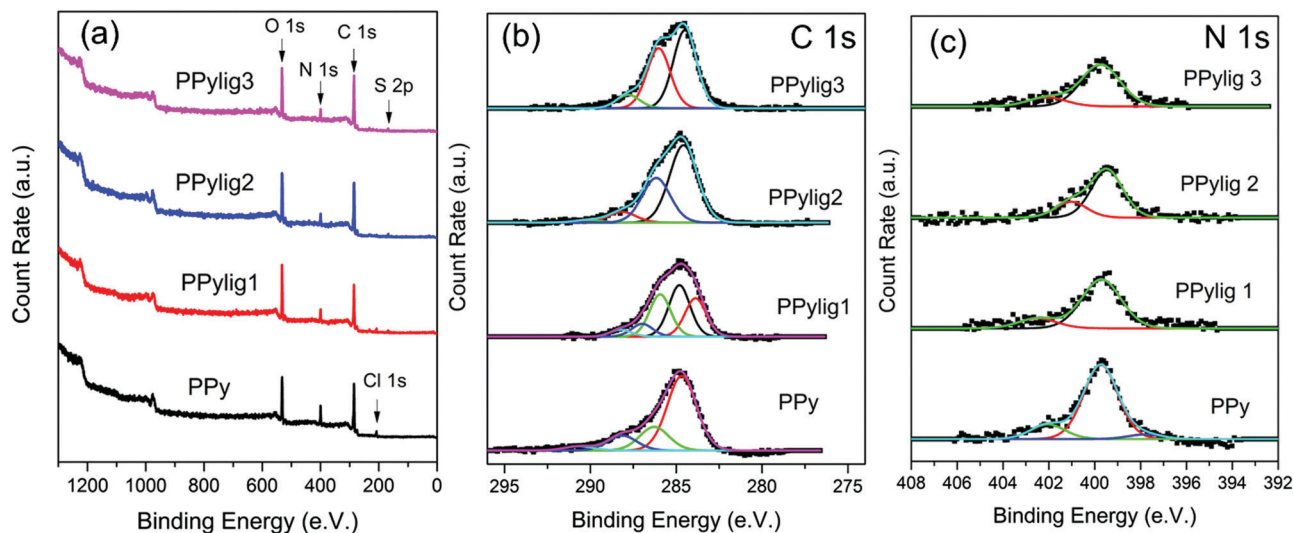 (a)
O 1s
C 1s
N 1s
S 2p
PPylig3
PPylig2
PPylig1
PPy
Cl 1s
Count Rate (a.u.)
1200 1000 800 600 400 200 0
Binding Energy (e.V.)
(b)
C 1s
PPylig3
PPylig2
PPylig1
PPy
Count Rate (a.u.)
295 290 285 280 275
Binding Energy (e.V.)
(c)
N 1s
PPylig 3
PPylig 2
PPylig 1
PPy
Count Rate (a.u.)
408 406 404 402 400 398 396 394 392
Binding Energy (e.V.)